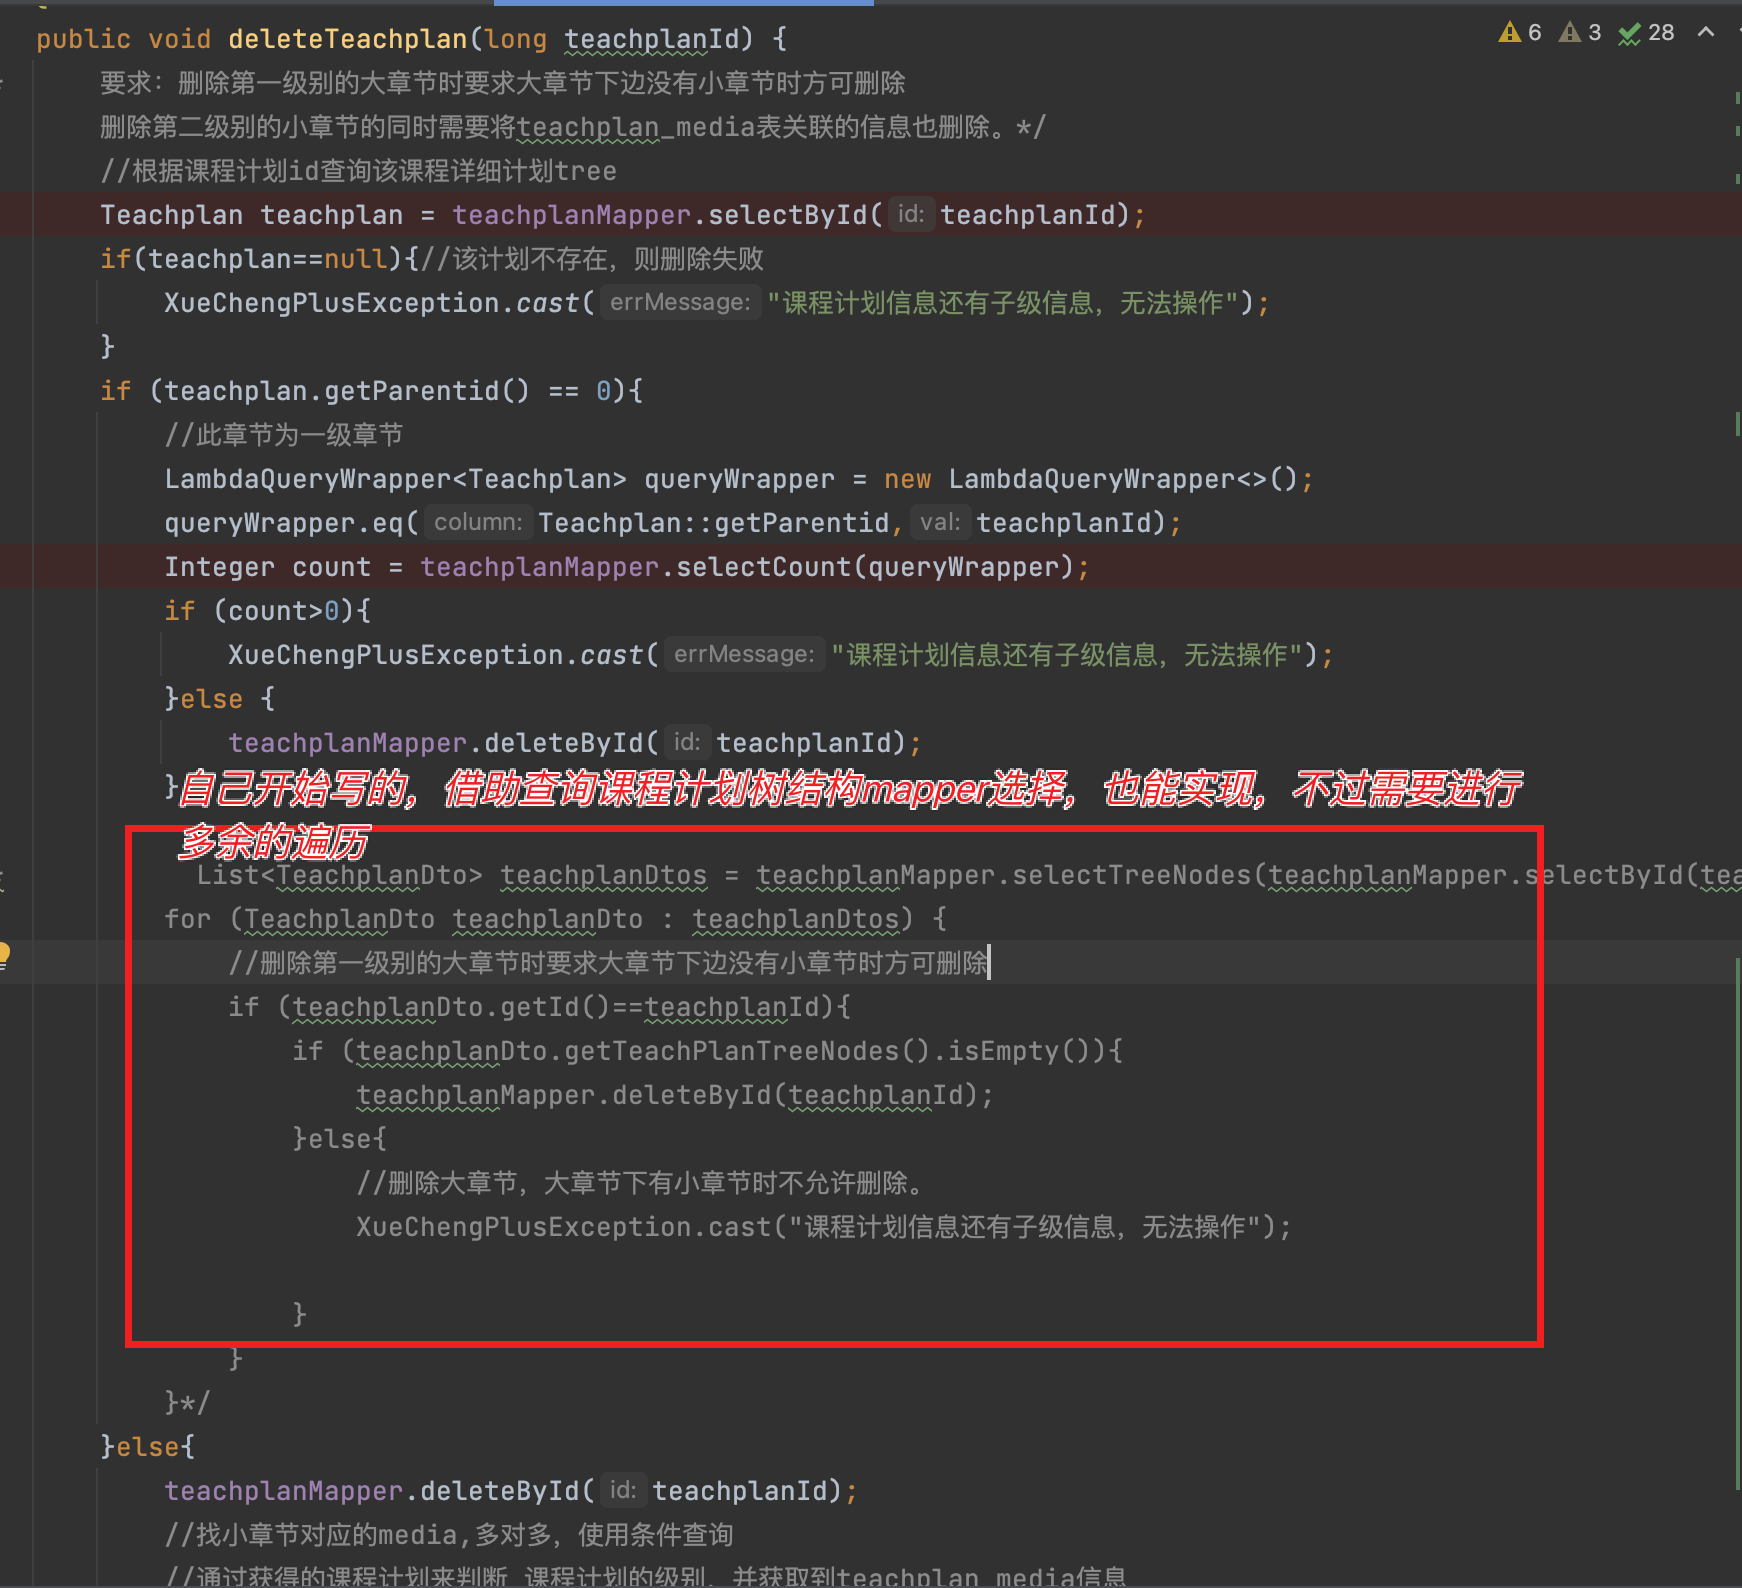 public void deleteTeachplan(long teachplanId) {
6 3 28
要求：删除第一级别的大章节时要求大章节下边没有小章节时方可删除
删除第二级别的小章节的同时需要将teachplan_media表关联的信息也删除。*/
//根据课程计划id查询该课程详细计划tree
Teachplan teachplan = teachplanMapper.selectById( id: teachplanId);
if(teachplan==null){//该计划不存在，则删除失败
XueChengPlusException.cast( errMessage: "课程计划信息还有子级信息，无法操作");
}
if (teachplan.getParentid() == 0){
//此章节为一级章节
LambdaQueryWrapper<Teachplan> queryWrapper = new LambdaQueryWrapper<>();
queryWrapper.eq( column: Teachplan::getParentid, val: teachplanId);
Integer count = teachplanMapper.selectCount(queryWrapper);
if (count>0){
XueChengPlusException.cast( errMessage: "课程计划信息还有子级信息，无法操作");
}else {
teachplanMapper.deleteById( id: teachplanId);
}
自己开始写的，借助查询课程计划树结构mapper选择，也能实现，不过需要进行
多余的遍历
List<TeachplanDto> teachplanDtos = teachplanMapper.selectTreeNodes(teachplanMapper.selectById(tea
for (TeachplanDto teachplanDto : teachplanDtos) {
//删除第一级别的大章节时要求大章节下边没有小章节时方可删除
if (teachplanDto.getId()==teachplanId){
if (teachplanDto.getTeachPlanTreeNodes().isEmpty()){
teachplanMapper.deleteById(teachplanId);
}else{
//删除大章节，大章节下有小章节时不允许删除。
XueChengPlusException.cast("课程计划信息还有子级信息，无法操作");
}
}
}*/
}else{
teachplanMapper.deleteById( id: teachplanId);
//找小章节对应的media,多对多，使用条件查询
//通过获得的课程计划来判断 课程计划的级别，并获取到teachplan_media信息